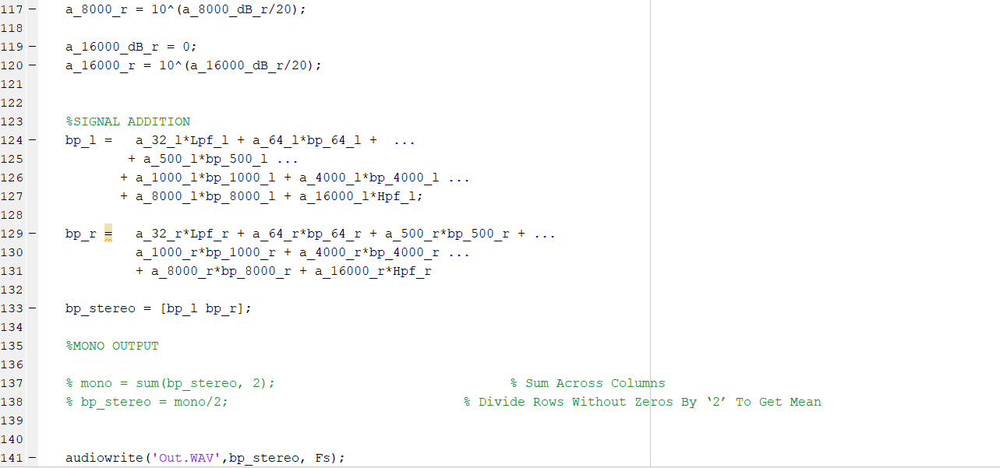 117 – a_8000_r = 10^(a_8000_dB_r/20);
118
119 – a_16000_dB_r = 0;
120 – a_16000_r = 10^(a_16000_dB_r/20);
121
122
123 %SIGNAL ADDITION
124 – bp_l = a_32_l*Lpf_l + a_64_l*bp_64_l + ...
125 + a_500_l*bp_500_l ...
126 + a_1000_l*bp_1000_l + a_4000_l*bp_4000_l ...
127 + a_8000_l*bp_8000_l + a_16000_l*Hpf_l;
128
129 – bp_r = a_32_r*Lpf_r + a_64_r*bp_64_r + a_500_r*bp_500_r + ...
130 a_1000_r*bp_1000_r + a_4000_r*bp_4000_r ...
131 + a_8000_r*bp_8000_r + a_16000_r*Hpf_r
132
133 – bp_stereo = [bp_l bp_r];
134
135 %MONO OUTPUT
136
137 % mono = sum(bp_stereo, 2); % Sum Across Columns
138 % bp_stereo = mono/2; % Divide Rows Without Zeros By ‘2’ To Get Mean
139
140
141 – audiowrite('Out.WAV',bp_stereo, Fs);